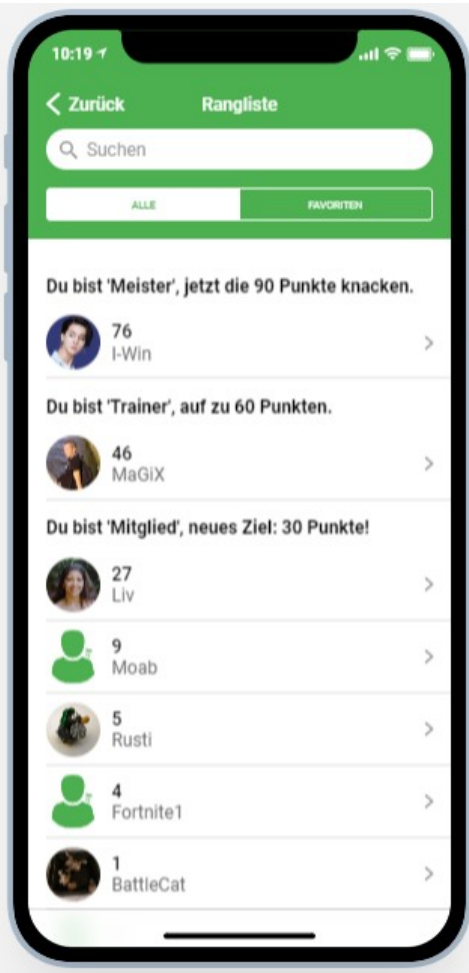 10:19
Zurück Rangliste
Suchen
ALLE FAVORITEN
Du bist 'Meister', jetzt die 90 Punkte knacken.
76
I-Win
Du bist 'Trainer', auf zu 60 Punkten.
46
MaGiX
Du bist 'Mitglied', neues Ziel: 30 Punkte!
27
Liv
9
Moab
5
Rusti
4
Fortnite1
1
BattleCat